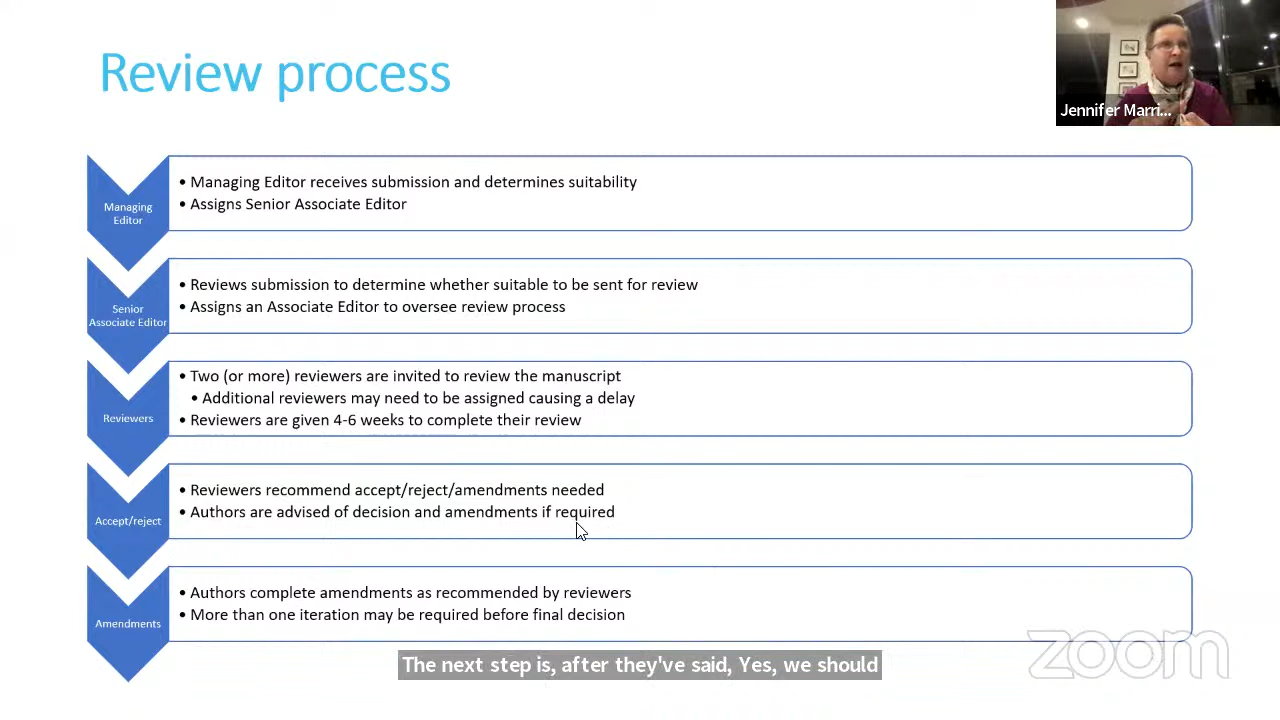 Review process
Jennifer Marri...
Managing
Editor
• Managing Editor receives submission and determines suitability
• Assigns Senior Associate Editor
Senior
Associate Editor
• Reviews submission to determine whether suitable to be sent for review
• Assigns an Associate Editor to oversee review process
Reviewers
• Two (or more) reviewers are invited to review the manuscript
• Additional reviewers may need to be assigned causing a delay
• Reviewers are given 4-6 weeks to complete their review
Accept/reject
• Reviewers recommend accept/reject/amendments needed
• Authors are advised of decision and amendments if required
Amendments
• Authors complete amendments as recommended by reviewers
• More than one iteration may be required before final decision
The next step is, after they've said, Yes, we should
zoom